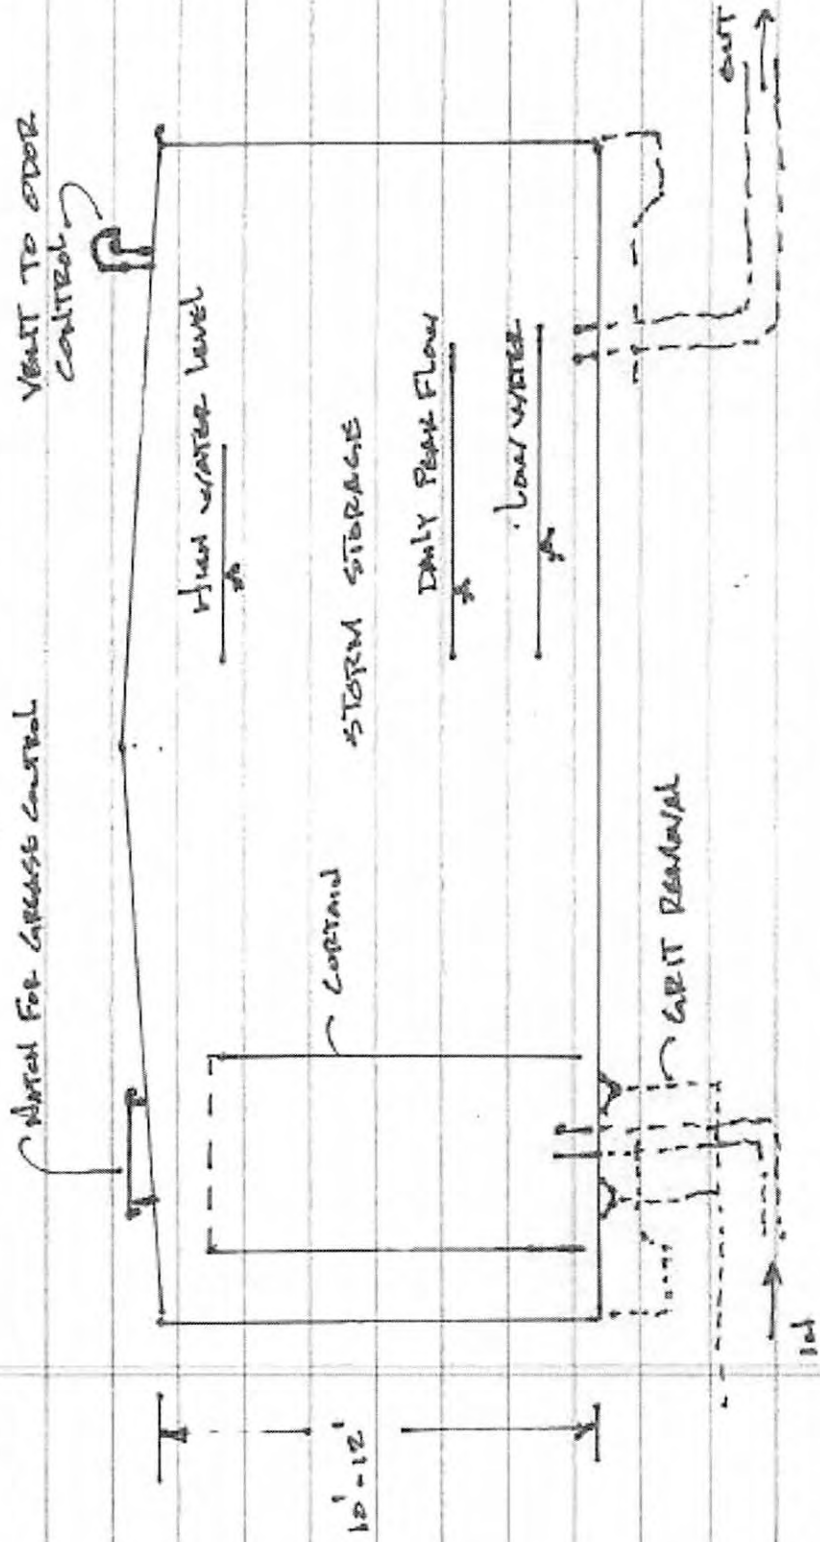 HATCH FOR GREASE CONTROL
VENT TO ODOR
CONTROL
HIGH WATER LEVEL
CURTAIN
STORM STORAGE
DAILY PEAK FLOW
LOW WATER
10'-12'
GRIT REMOVAL
IN
OUT